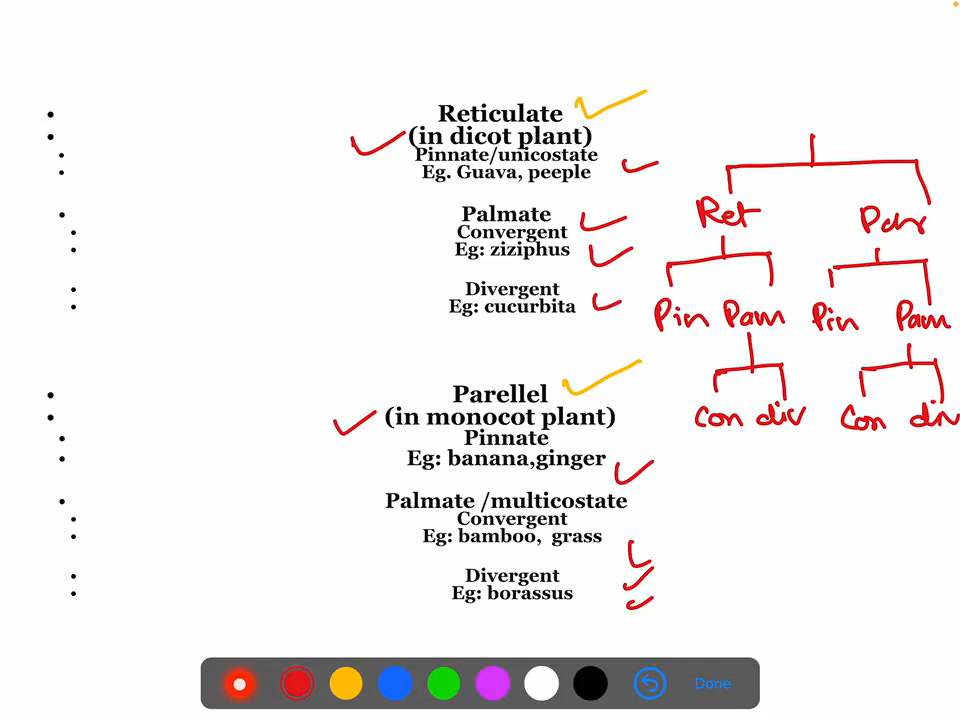 Reticulate
(in dicot plant)
Pinnate/unicostate
Eg. Guava, peeple
Palmate
Convergent
Eg: ziziphus
Divergent
Eg: cucurbita
Parellel
(in monocot plant)
Pinnate
Eg: banana,ginger
Palmate /multicostate
Convergent
Eg: bamboo, grass
Divergent
Eg: borassus
Ret Par
Pin Pam Pin Pam
Con div Con div
Done